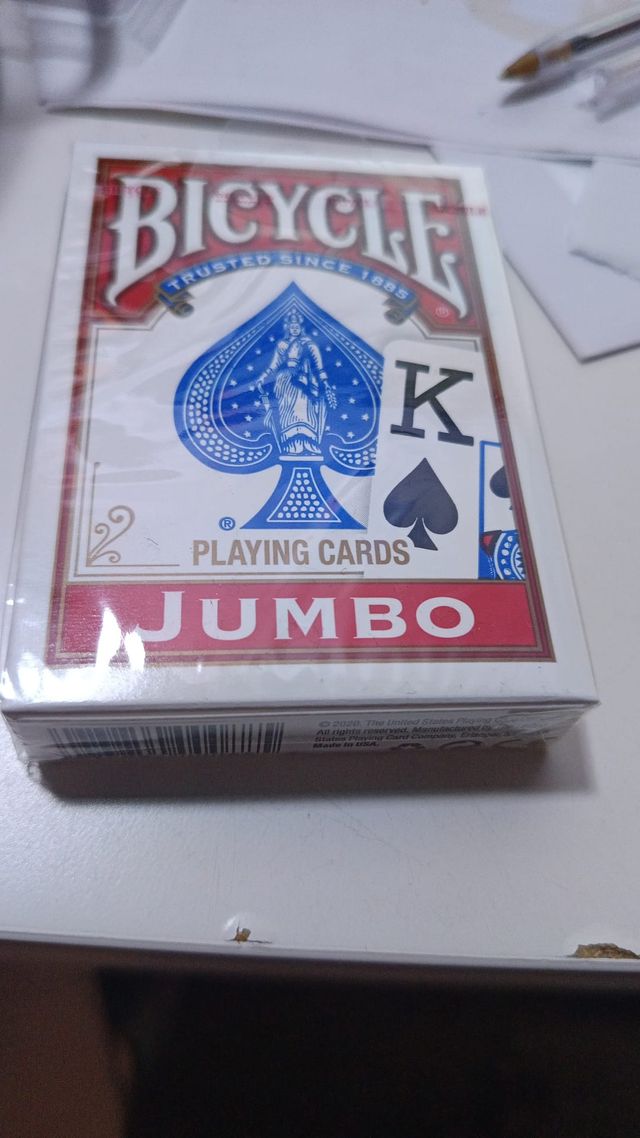 BICYCLE
®
TRUSTED SINCE 1885
K
®
PLAYING CARDS
JUMBO
© 2020. The United States Playing
All rights reserved. Manufactured
States Playing Card Company, Erlanger,
Made in USA.